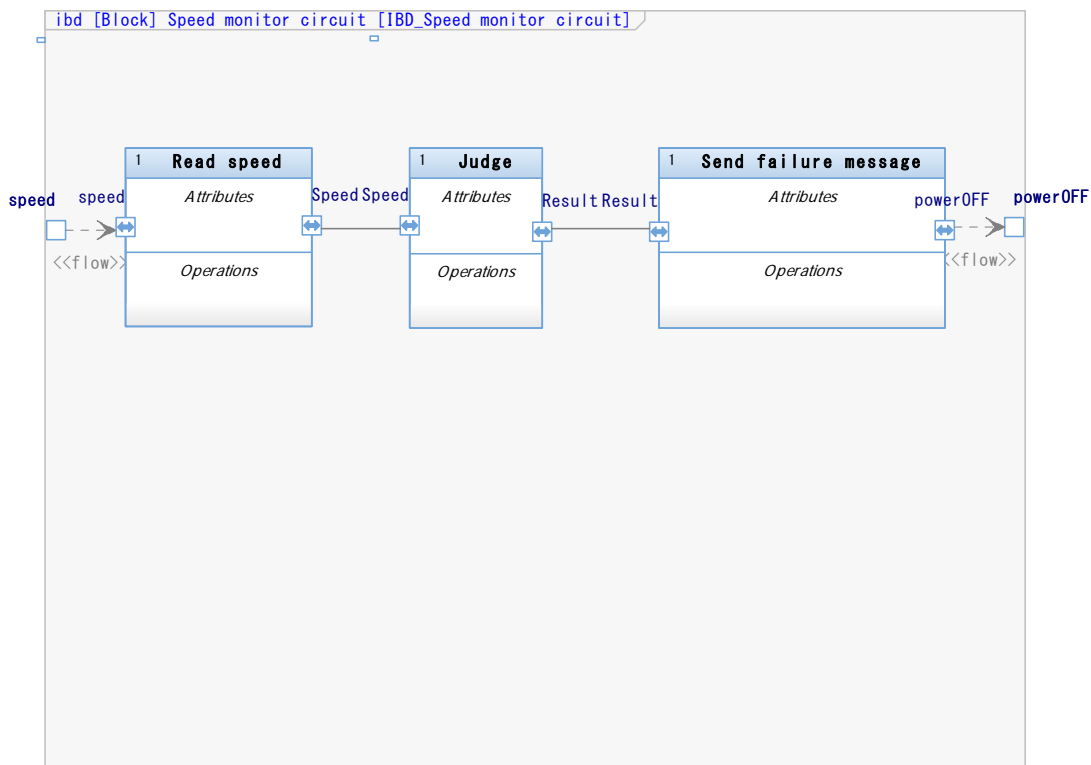 ibd [Block] Speed monitor circuit [IBD_Speed monitor circuit]
1 Read speed
1 Judge
1 Send failure message
speed
speed
Attributes
Speed
Speed
Attributes
Result
Result
Attributes
powerOFF
powerOFF
<<flow>>
Operations
Operations
Operations
<<flow>>